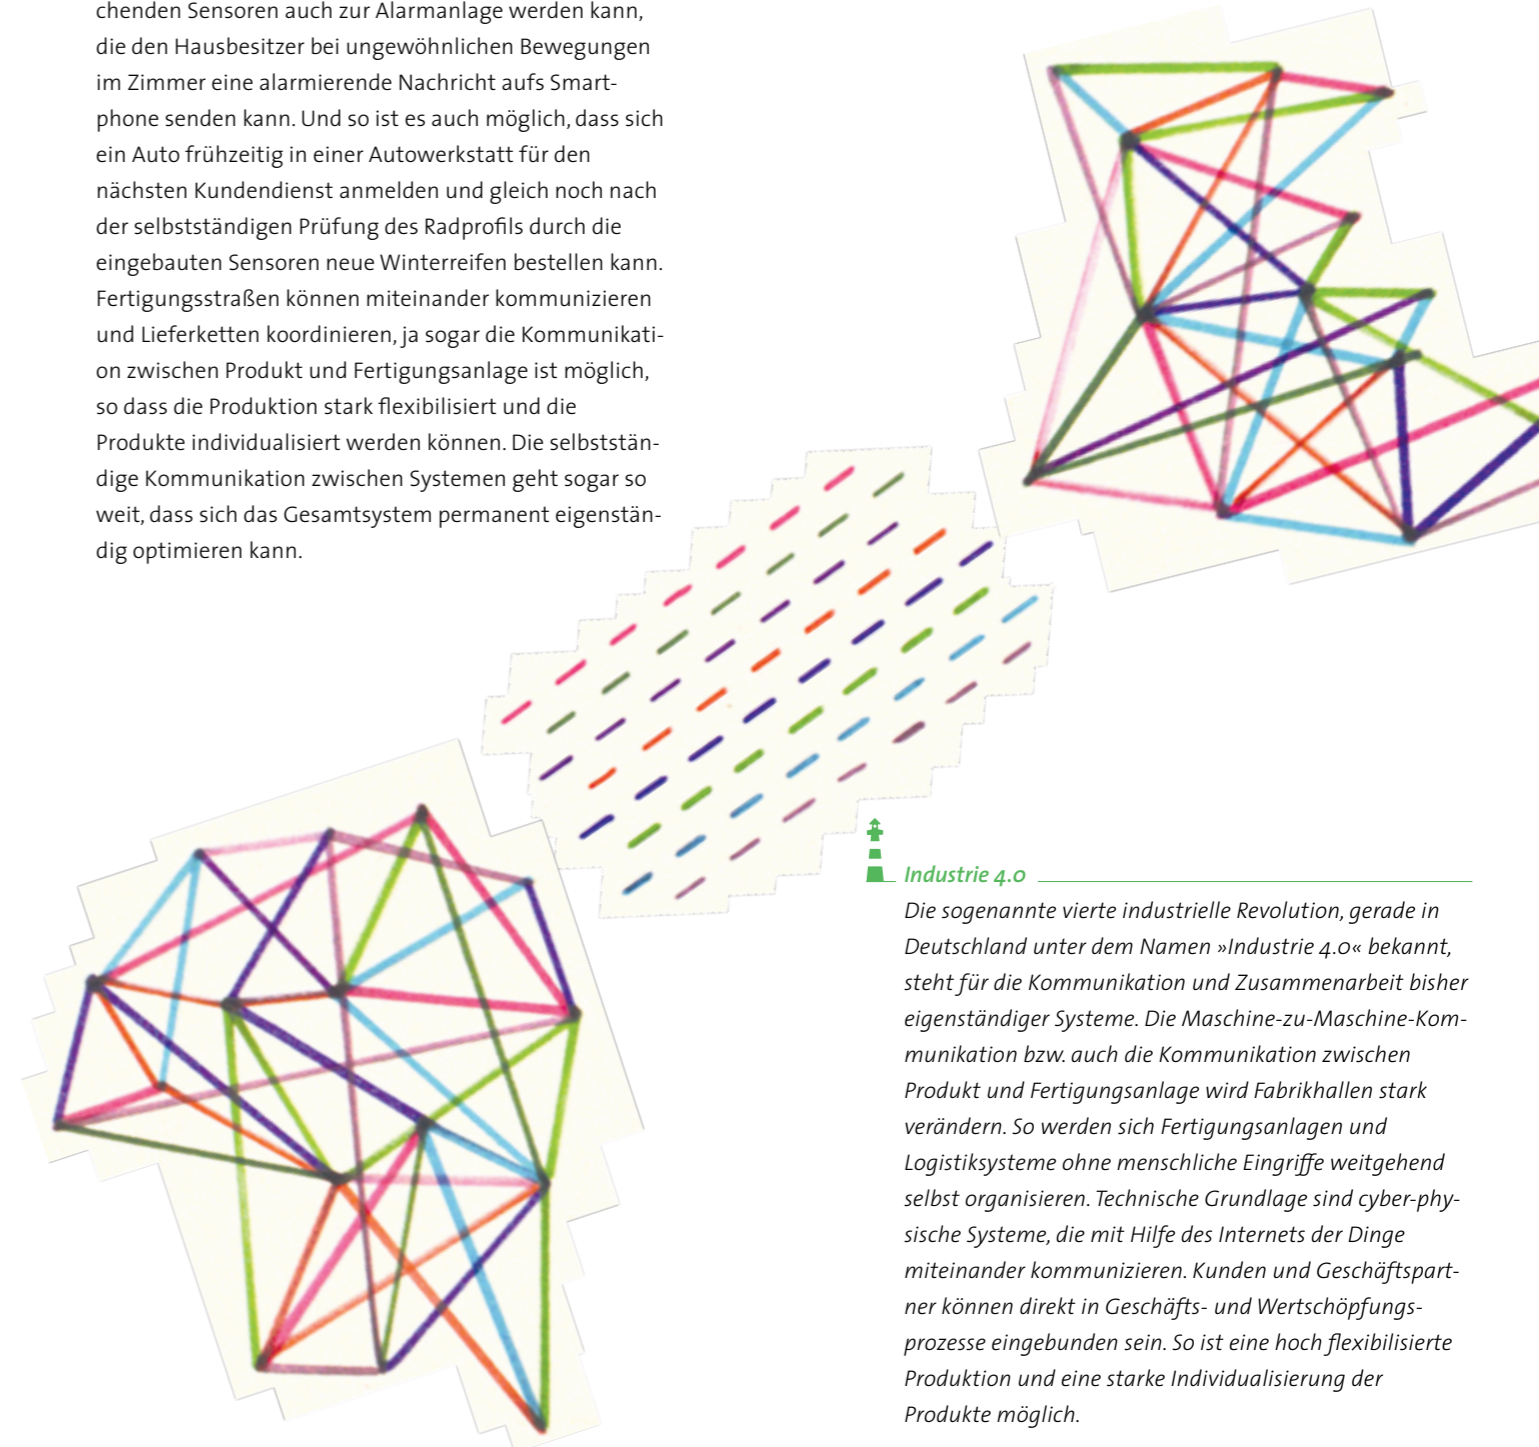 chenden Sensoren auch zur Alarmanlage werden kann,
die den Hausbesitzer bei ungewöhnlichen Bewegungen
im Zimmer eine alarmierende Nachricht aufs Smart-
phone senden kann. Und so ist es auch möglich, dass sich
ein Auto frühzeitig in einer Autowerkstatt für den
nächsten Kundendienst anmelden und gleich noch nach
der selbstständigen Prüfung des Radprofils durch die
eingebauten Sensoren neue Winterreifen bestellen kann.
Fertigungsstraßen können miteinander kommunizieren
und Lieferketten koordinieren, ja sogar die Kommunikati-
on zwischen Produkt und Fertigungsanlage ist möglich,
so dass die Produktion stark flexibilisiert und die
Produkte individualisiert werden können. Die selbststän-
dige Kommunikation zwischen Systemen geht sogar so
weit, dass sich das Gesamtsystem permanent eigenstän-
dig optimieren kann.
Industrie 4.0
Die sogenannte vierte industrielle Revolution, gerade in
Deutschland unter dem Namen »Industrie 4.0« bekannt,
steht für die Kommunikation und Zusammenarbeit bisher
eigenständiger Systeme. Die Maschine-zu-Maschine-Kom-
munikation bzw. auch die Kommunikation zwischen
Produkt und Fertigungsanlage wird Fabrikhallen stark
verändern. So werden sich Fertigungsanlagen und
Logistiksysteme ohne menschliche Eingriffe weitgehend
selbst organisieren. Technische Grundlage sind cyber-phy-
sische Systeme, die mit Hilfe des Internets der Dinge
miteinander kommunizieren. Kunden und Geschäftspart-
ner können direkt in Geschäfts- und Wertschöpfungs-
prozesse eingebunden sein. So ist eine hoch flexibilisierte
Produktion und eine starke Individualisierung der
Produkte möglich.